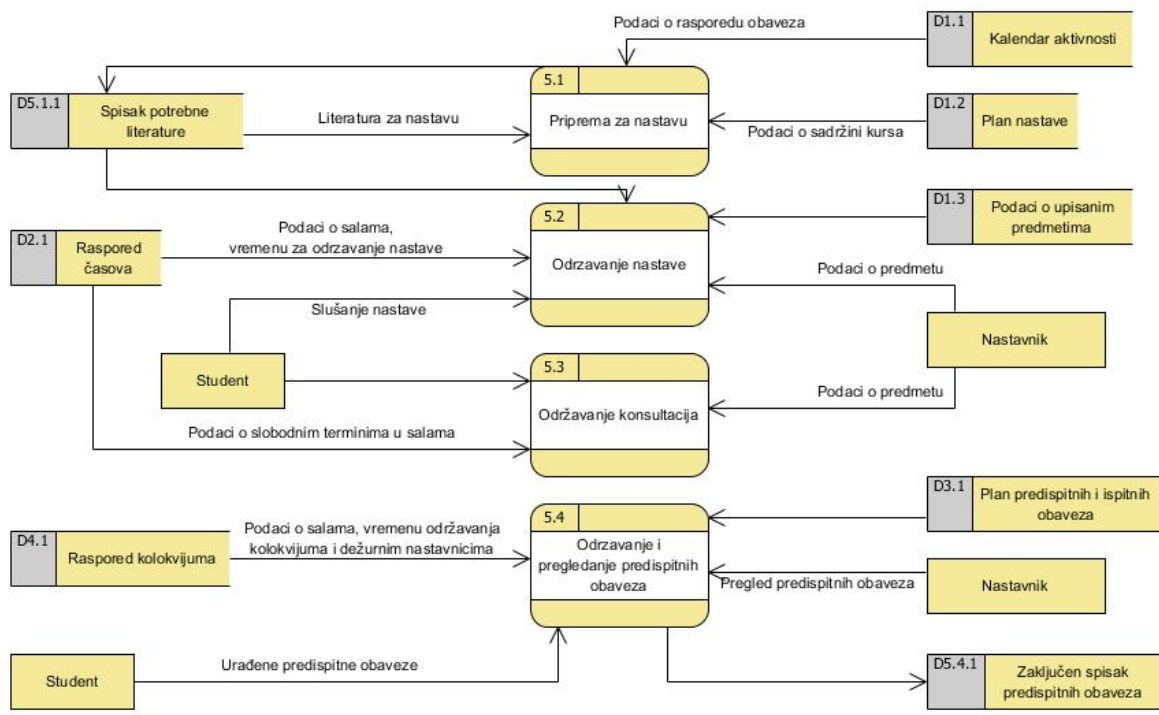 Podaci o rasporedu obaveza
D1.1
Kalendar aktivnosti
D5.1.1
Spisak potrebne
literature
Literatura za nastavu
5.1
Priprema za nastavu
Podaci o sadržini kursa
D1.2
Plan nastave
D2.1
Raspored
časova
Podaci o salama,
vremenu za odrzavanje nastave
5.2
Odrzavanje nastave
D1.3
Podaci o upisanim
predmetima
Podaci o predmetu
Slušanje nastave
Nastavnik
Student
5.3
Održavanje konsultacija
Podaci o predmetu
Podaci o slobodnim terminima u salama
D4.1
Raspored kolokvijuma
Podaci o salama, vremenu održavanja
kolokvijuma i dežurnim nastavnicima
5.4
Odrzavanje i
pregledanje predispitnih
obaveza
D3.1
Plan predispitnih i ispitnih
obaveza
Pregled predispitnih obaveza
Nastavnik
Student
Urađene predispitne obaveze
D5.4.1
Zaključen spisak
predispitnih obaveza